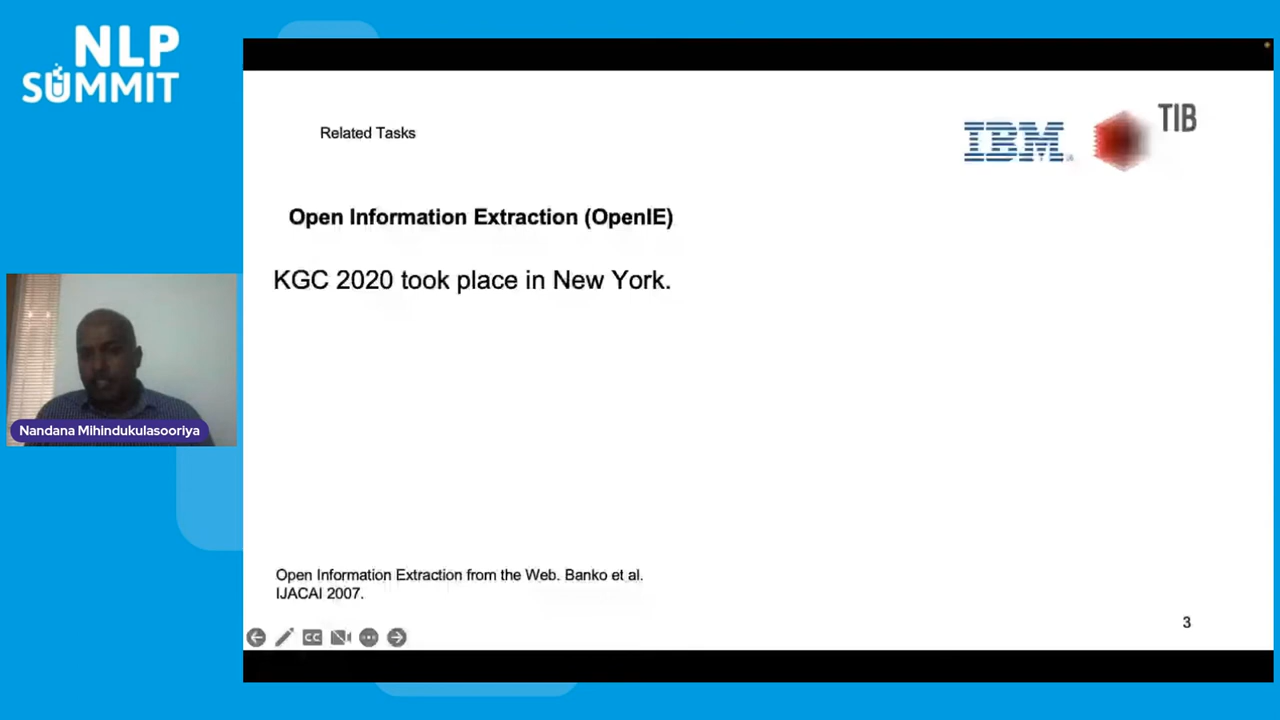 NLP
SUMMIT
Related Tasks
IBM
TIB
Open Information Extraction (OpenIE)
KGC 2020 took place in New York.
Nandana Mihindukulasooriya
Open Information Extraction from the Web. Banko et al.
IJACAI 2007.
3
CC